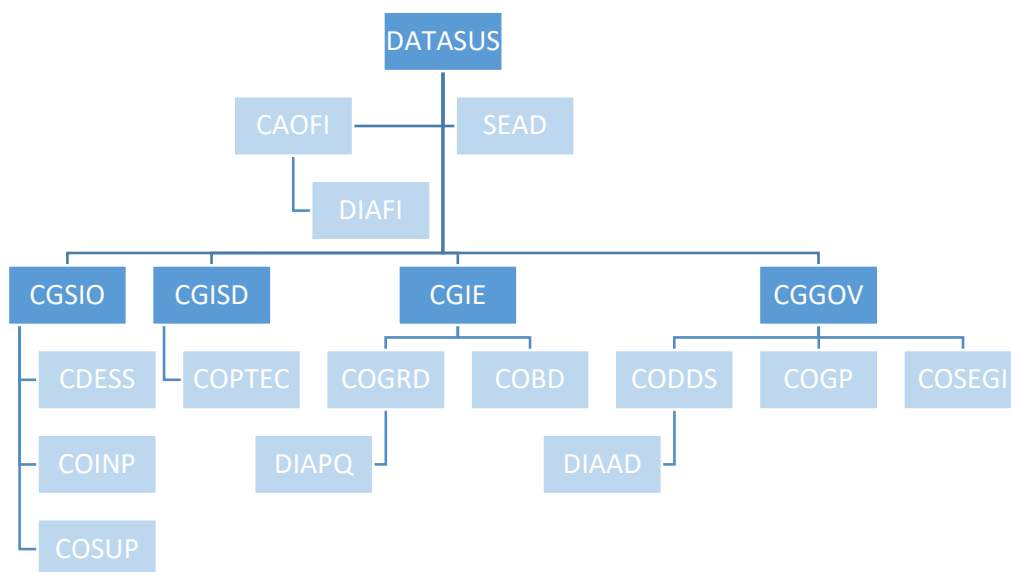 DATASUS
CAOFI
SEAD
DIAFI
CGSIO
CGISD
CGIE
CGGOV
CDESS
COPTEC
COGRD
COBD
CODDS
COGP
COSEGI
COINP
DIAPQ
DIAAD
COSUP